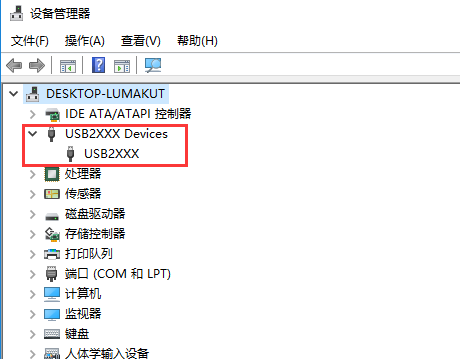 设备管理器
文件(F) 操作(A) 查看(V) 帮助(H)
DESKTOP-LUMAKUT
IDE ATA/ATAPI 控制器
USB2XXX Devices
USB2XXX
处理器
传感器
磁盘驱动器
存储控制器
打印队列
端口 (COM 和 LPT)
计算机
监视器
键盘
人体学输入设备